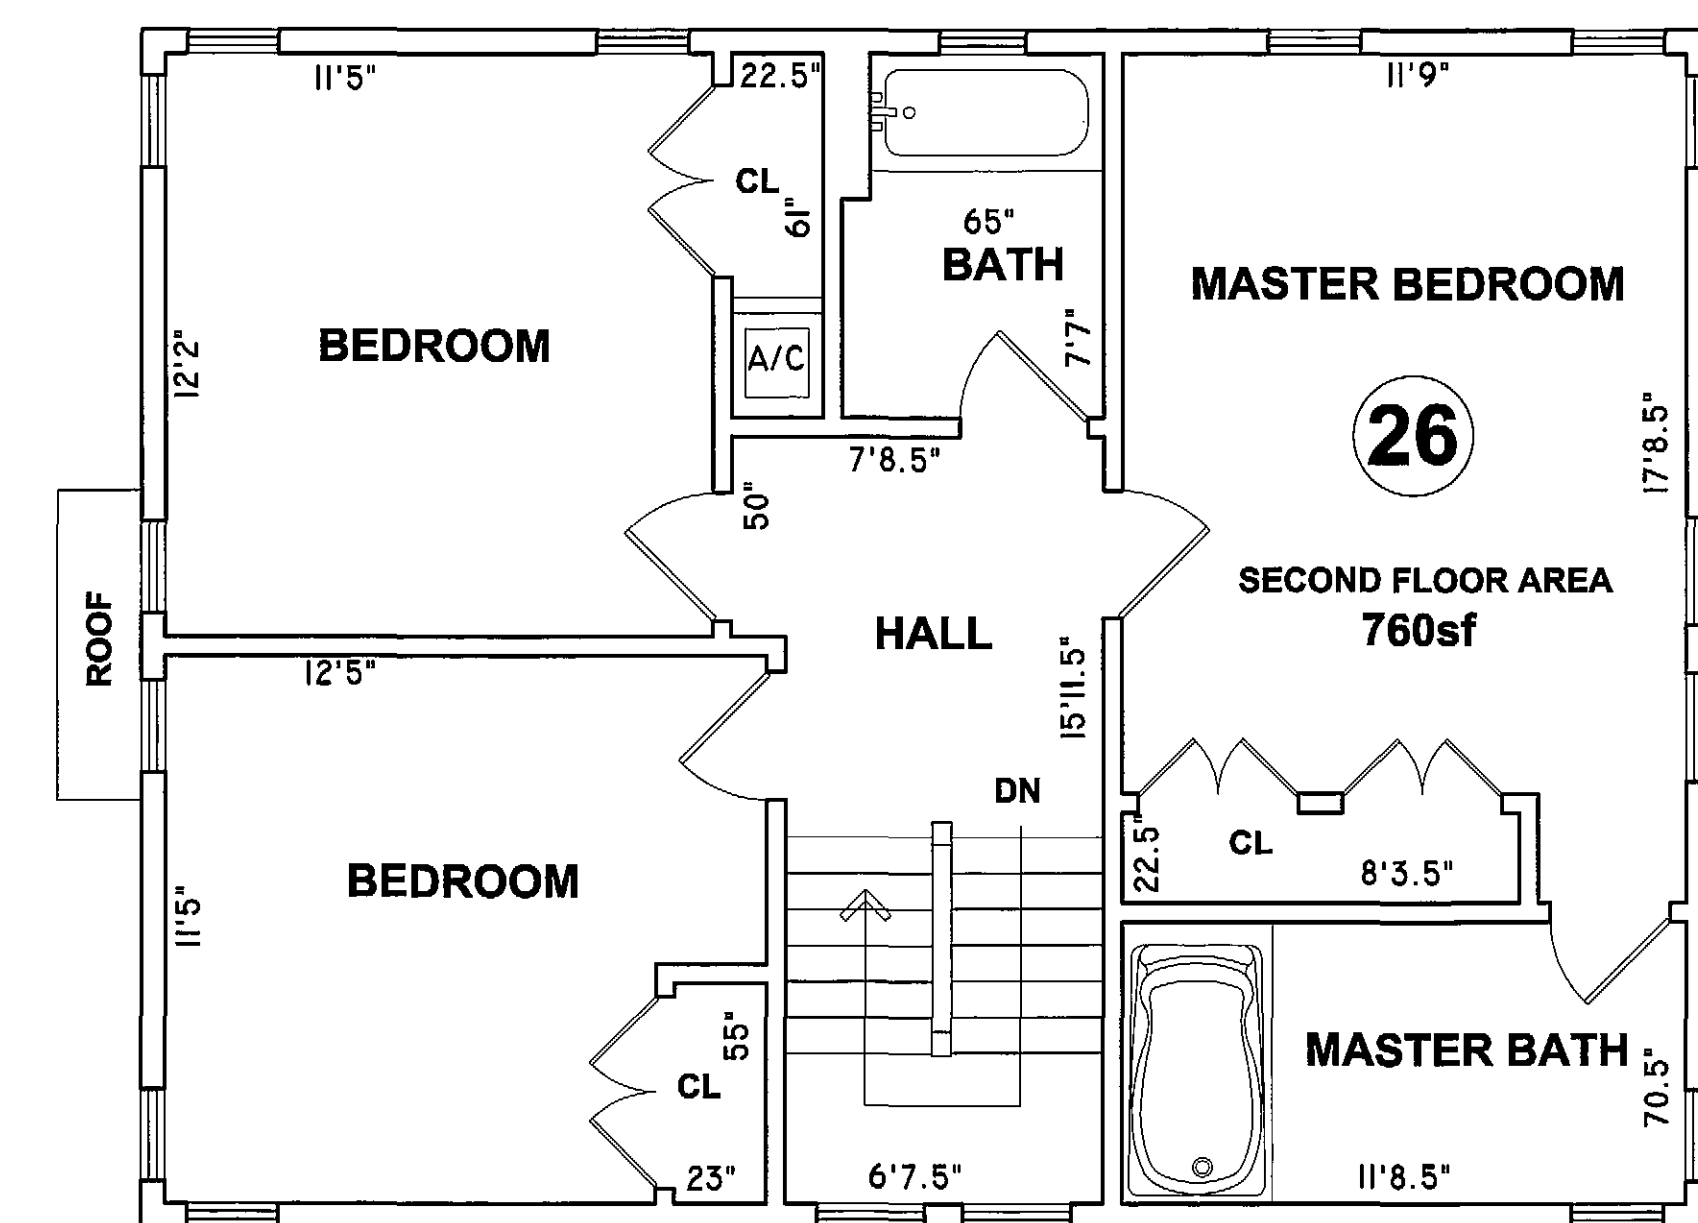 11'5"
22.5"
11'9"
CL
61"
65"
BATH
MASTER BEDROOM
BEDROOM
12'2"
A/C
7'7"
26
17'8.5"
7'8.5"
50"
SECOND FLOOR AREA
760sf
HALL
ROOF
12'5"
15'11.5"
DN
22.5"
CL
8'3.5"
BEDROOM
11'5"
55"
CL
MASTER BATH
70.5"
23"
6'7.5"
11'8.5"